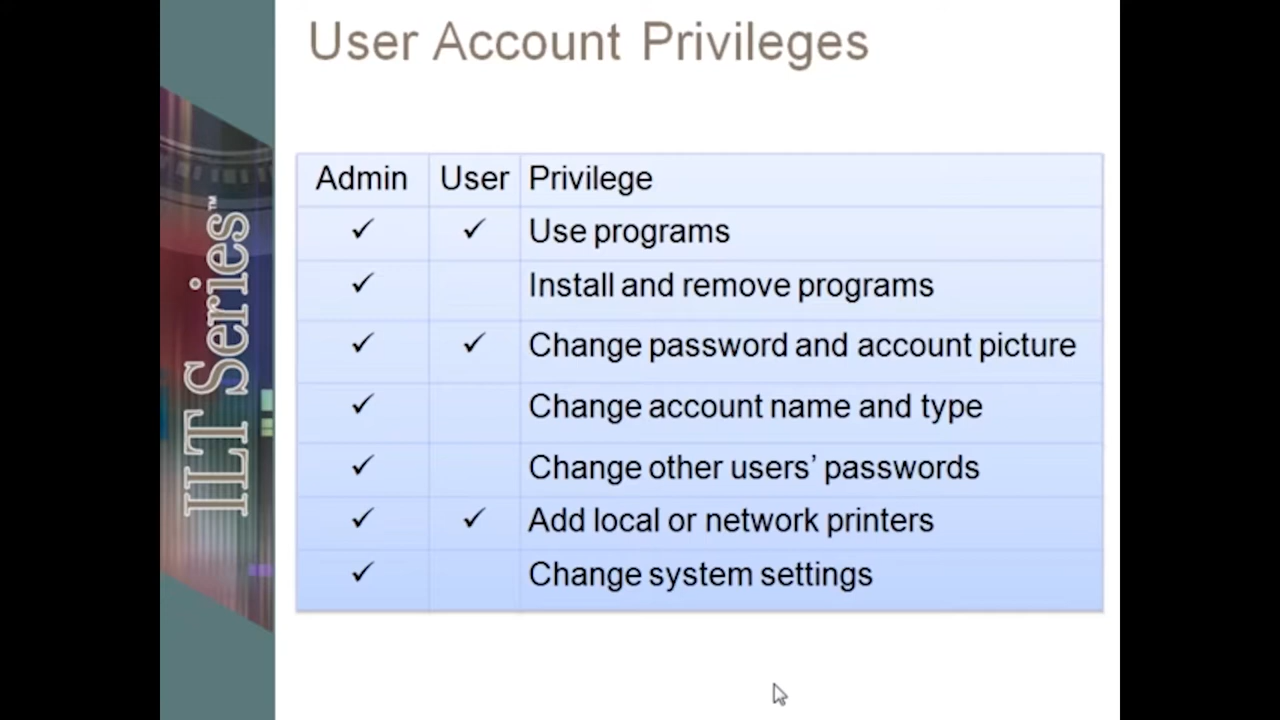 User Account Privileges
Admin User Privilege
✓ ✓ Use programs
✓ Install and remove programs
✓ ✓ Change password and account picture
✓ Change account name and type
✓ Change other users’ passwords
✓ ✓ Add local or network printers
✓ Change system settings
ILT Series™